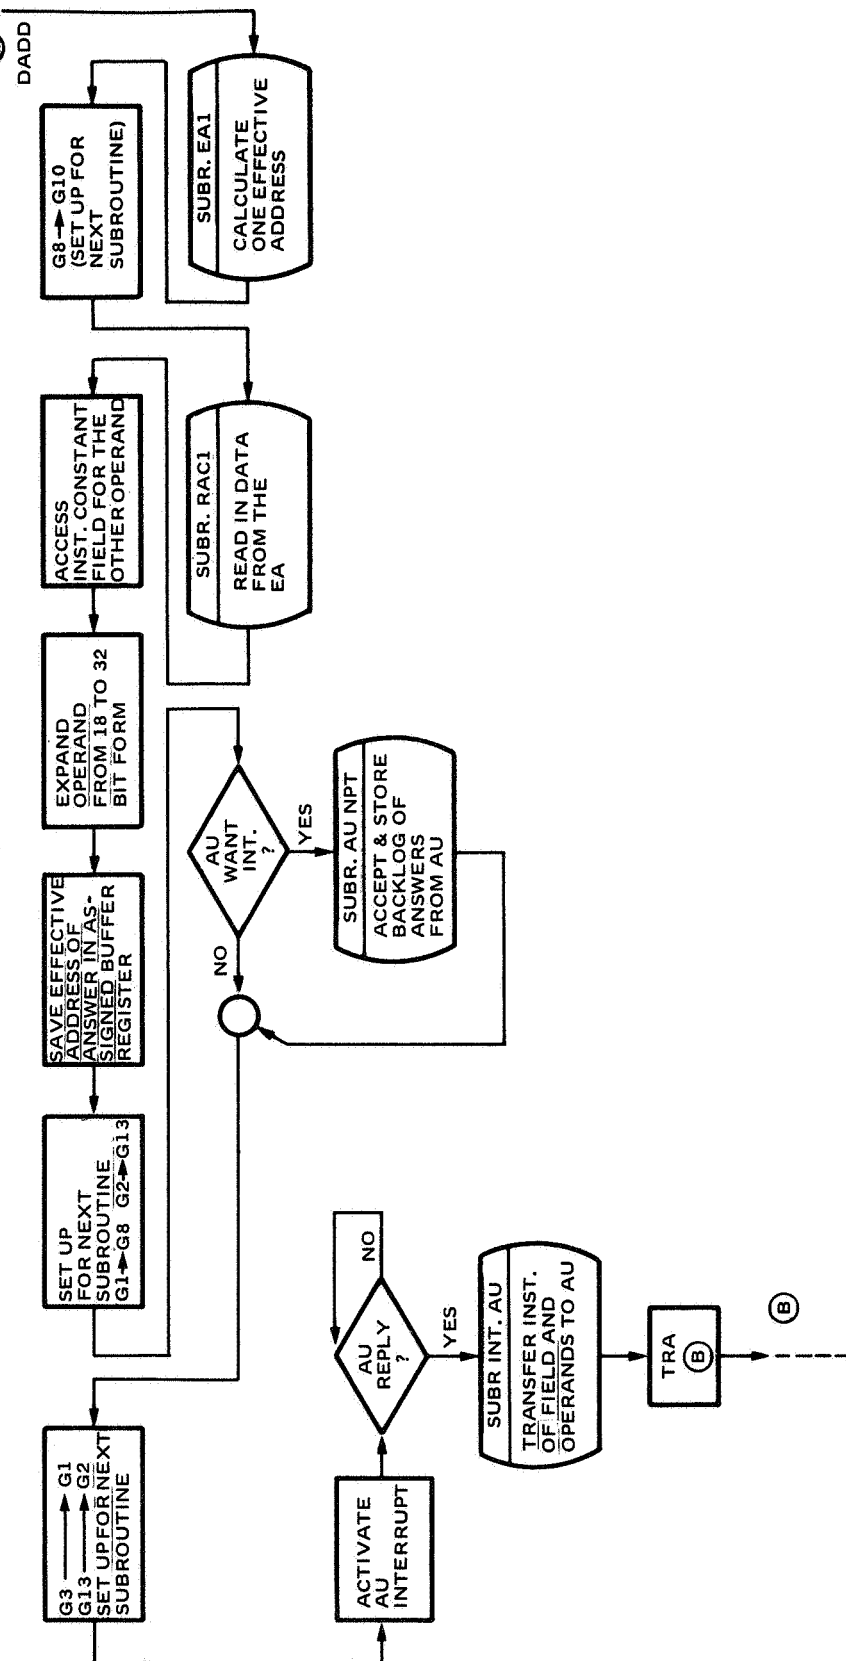 DADD
SUBR. EA1
CALCULATE
ONE EFFECTIVE
ADDRESS
G8→G10
(SET UP FOR
NEXT
SUBROUTINE)
SUBR. RAC1
READ IN DATA
FROM THE
EA
ACCESS
INST. CONSTANT
FIELD FOR THE
OTHER OPERAND
EXPAND
OPERAND
FROM 18 TO 32
BIT FORM
SAVE EFFECTIVE
ADDRESS OF
ANSWER IN AS-
SIGNED BUFFER
REGISTER
SET UP
FOR NEXT
SUBROUTINE
G1→G8 G2→G13
AU
WANT
INT.
?
YES
NO
SUBR. AU NPT
ACCEPT & STORE
BACKLOG OF
ANSWERS
FROM AU
G3→G1
G13→G2
SET UP FOR NEXT
SUBROUTINE
ACTIVATE
AU
INTERRUPT
AU
REPLY
?
NO
YES
SUBR INT. AU
TRANSFER INST.
OF FIELD AND
OPERANDS TO AU
TRA
B
B